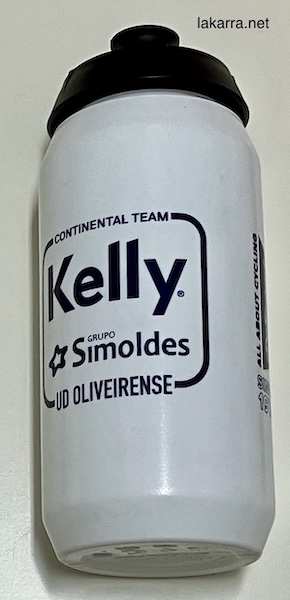 lakarra.net
CONTINENTAL TEAM
Kelly®
GRUPO
Simoldes
UD OLIVEIRENSE
ALL ABOUT CYCLING